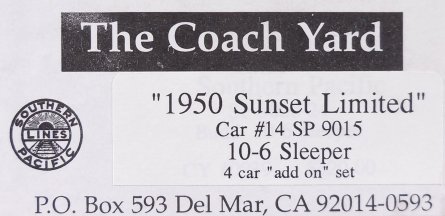 The Coach Yard
SOUTHERN
LINES
PACIFIC
"1950 Sunset Limited"
Car #14 SP 9015
10-6 Sleeper
4 car "add on" set
P.O. Box 593 Del Mar, CA 92014-0593